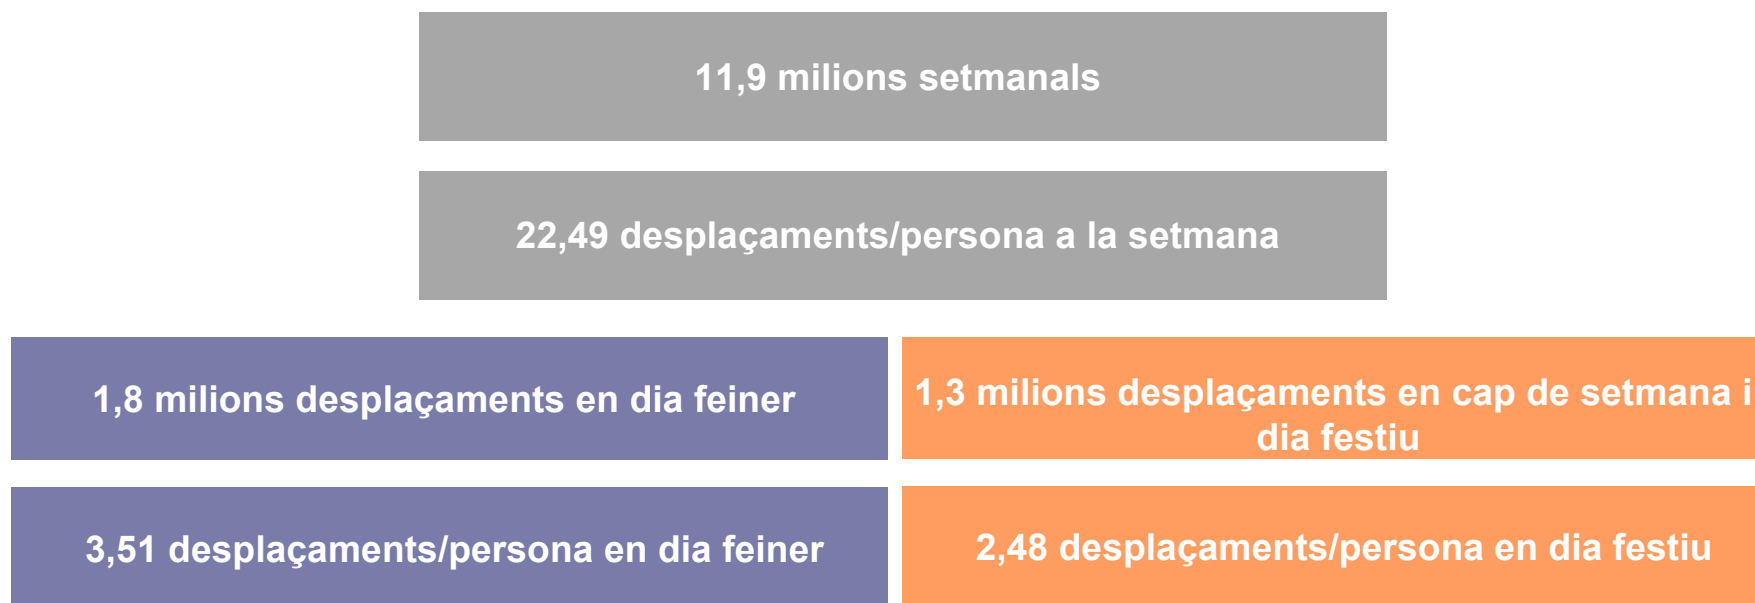 11,9 milions setmanals
22,49 desplaçaments/persona a la setmana
1,8 milions desplaçaments en dia feiner
1,3 milions desplaçaments en cap de setmana i
dia festiu
3,51 desplaçaments/persona en dia feiner
2,48 desplaçaments/persona en dia festiu